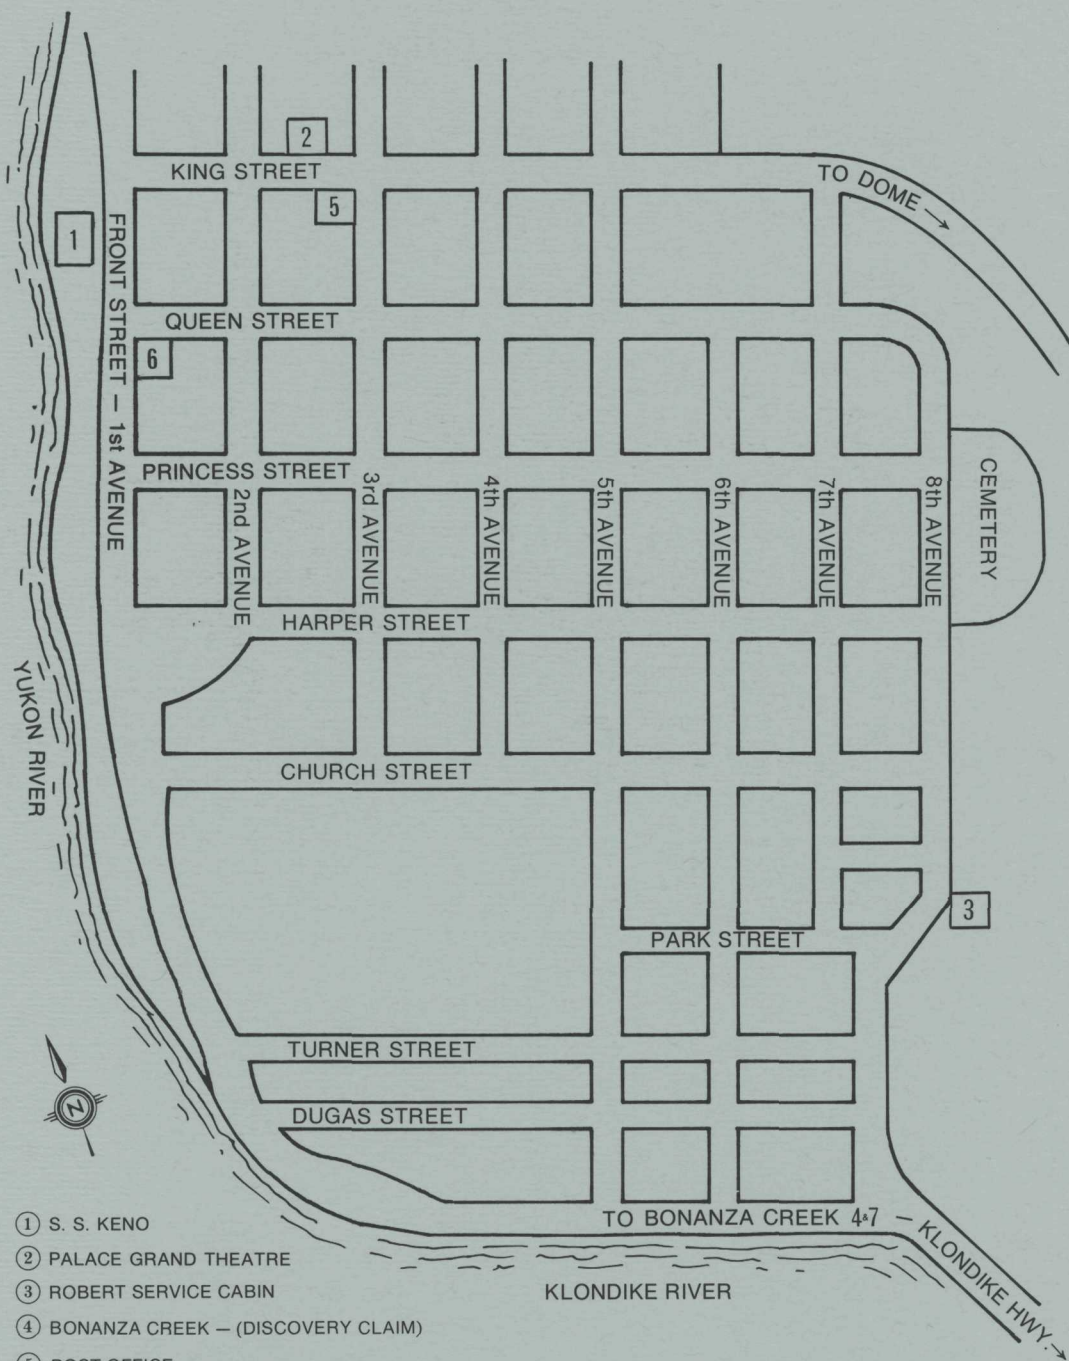 2
KING STREET
TO DOME →
5
1
FRONT STREET — 1st AVENUE
QUEEN STREET
6
PRINCESS STREET
2nd AVENUE
3rd AVENUE
4th AVENUE
5th AVENUE
6th AVENUE
7th AVENUE
8th AVENUE
CEMETERY
HARPER STREET
YUKON RIVER
CHURCH STREET
3
PARK STREET
TURNER STREET
N
DUGAS STREET
TO BONANZA CREEK 4&7 — KLONDIKE HWY. →
KLONDIKE RIVER
1 S. S. KENO
2 PALACE GRAND THEATRE
3 ROBERT SERVICE CABIN
4 BONANZA CREEK — (DISCOVERY CLAIM)